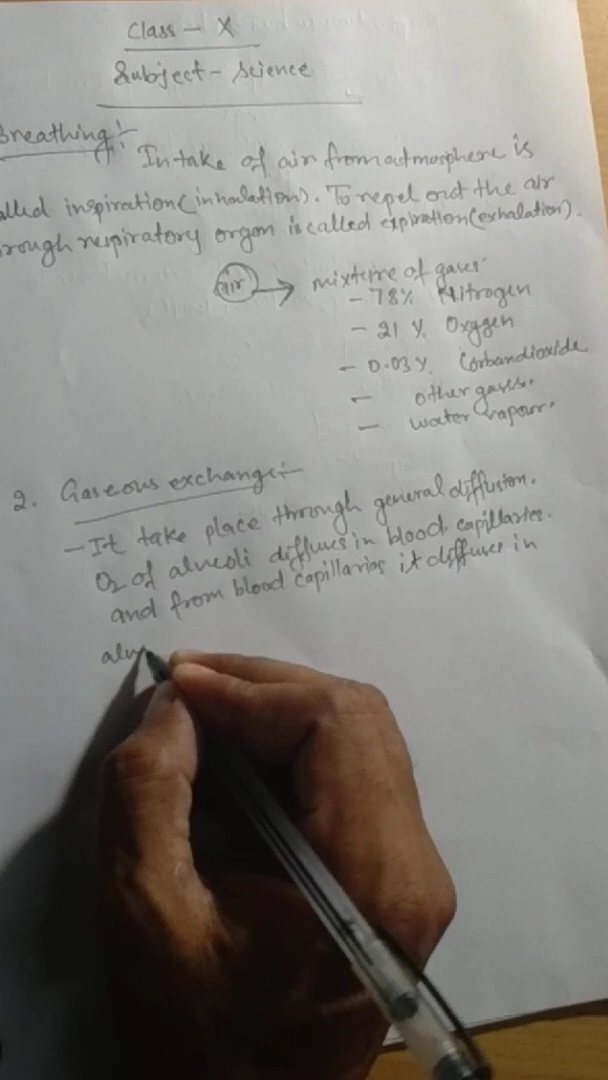 Class - X
Subject - Science
Breathing :-
Intake of air from atmosphere is
alled inspiration (inhalation). To repel out the air
rough respiratory organ is called expiration (exhalation).
air → mixture of gases
- 78% Nitrogen
- 21 % Oxygen
- 0.03 %. Carbondioxide
- other gases.
- water vapour.
2. Gaseous exchange :-
- It take place through general diffusion.
O2 of alveoli diffuses in blood capillaries.
and from blood capillaries it diffuses in
alv